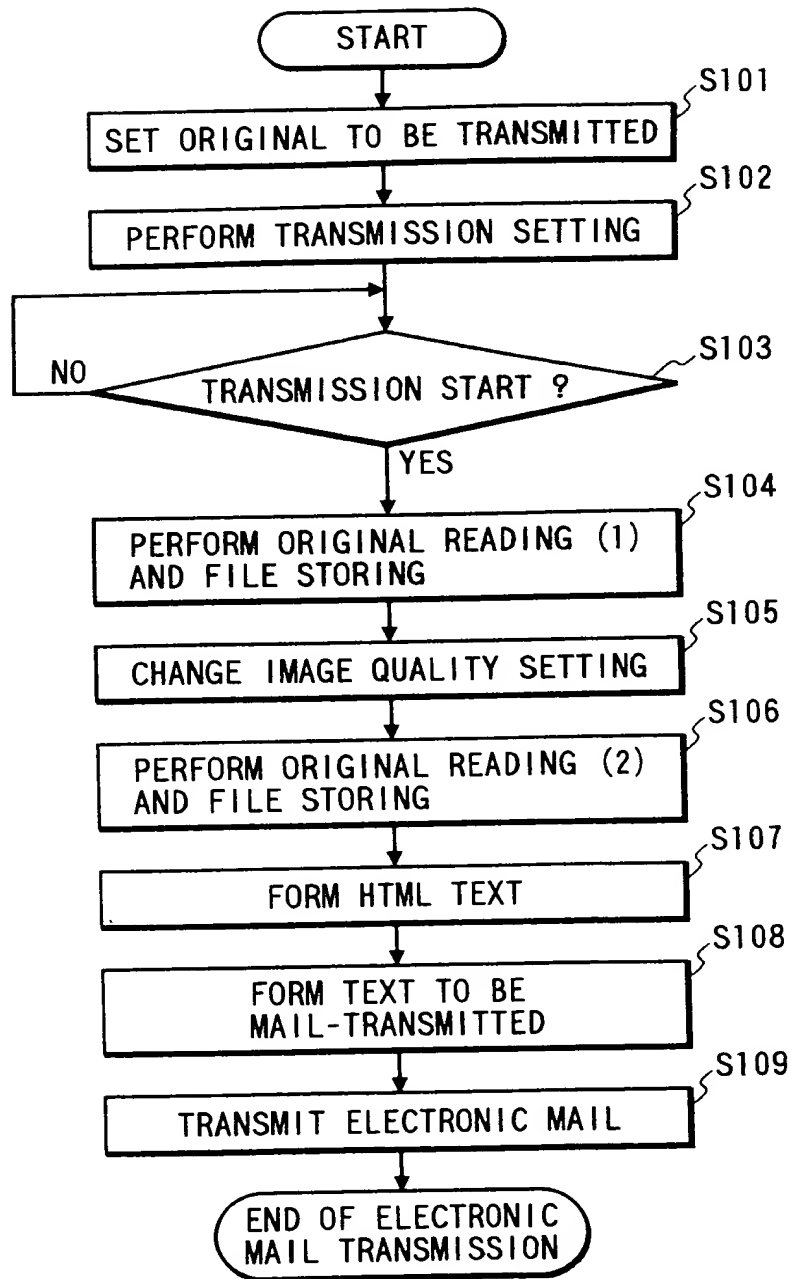 START
S101
SET ORIGINAL TO BE TRANSMITTED
S102
PERFORM TRANSMISSION SETTING
S103
NO
TRANSMISSION START ?
YES
S104
PERFORM ORIGINAL READING (1)
AND FILE STORING
S105
CHANGE IMAGE QUALITY SETTING
S106
PERFORM ORIGINAL READING (2)
AND FILE STORING
S107
FORM HTML TEXT
S108
FORM TEXT TO BE
MAIL-TRANSMITTED
S109
TRANSMIT ELECTRONIC MAIL
END OF ELECTRONIC
MAIL TRANSMISSION